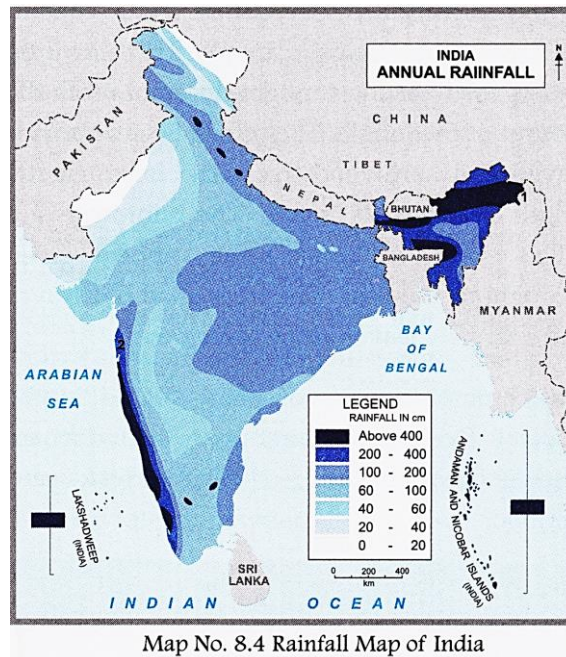 INDIA
ANNUAL RAIINFALL
N
CHINA
PAKISTAN
TIBET
NEPAL
BHUTAN
1
BANGLADESH
MYANMAR
2
BAY
OF
BENGAL
ARABIAN
SEA
LEGEND
RAINFALL IN cm
Above 400
200 - 400
100 - 200
60 - 100
40 - 60
20 - 40
0 - 20
200 0 200 400
km
LAKSHADWEEP
(INDIA)
ANDAMAN AND NICOBAR ISLANDS
(INDIA)
SRI
LANKA
INDIAN OCEAN
Map No. 8.4 Rainfall Map of India